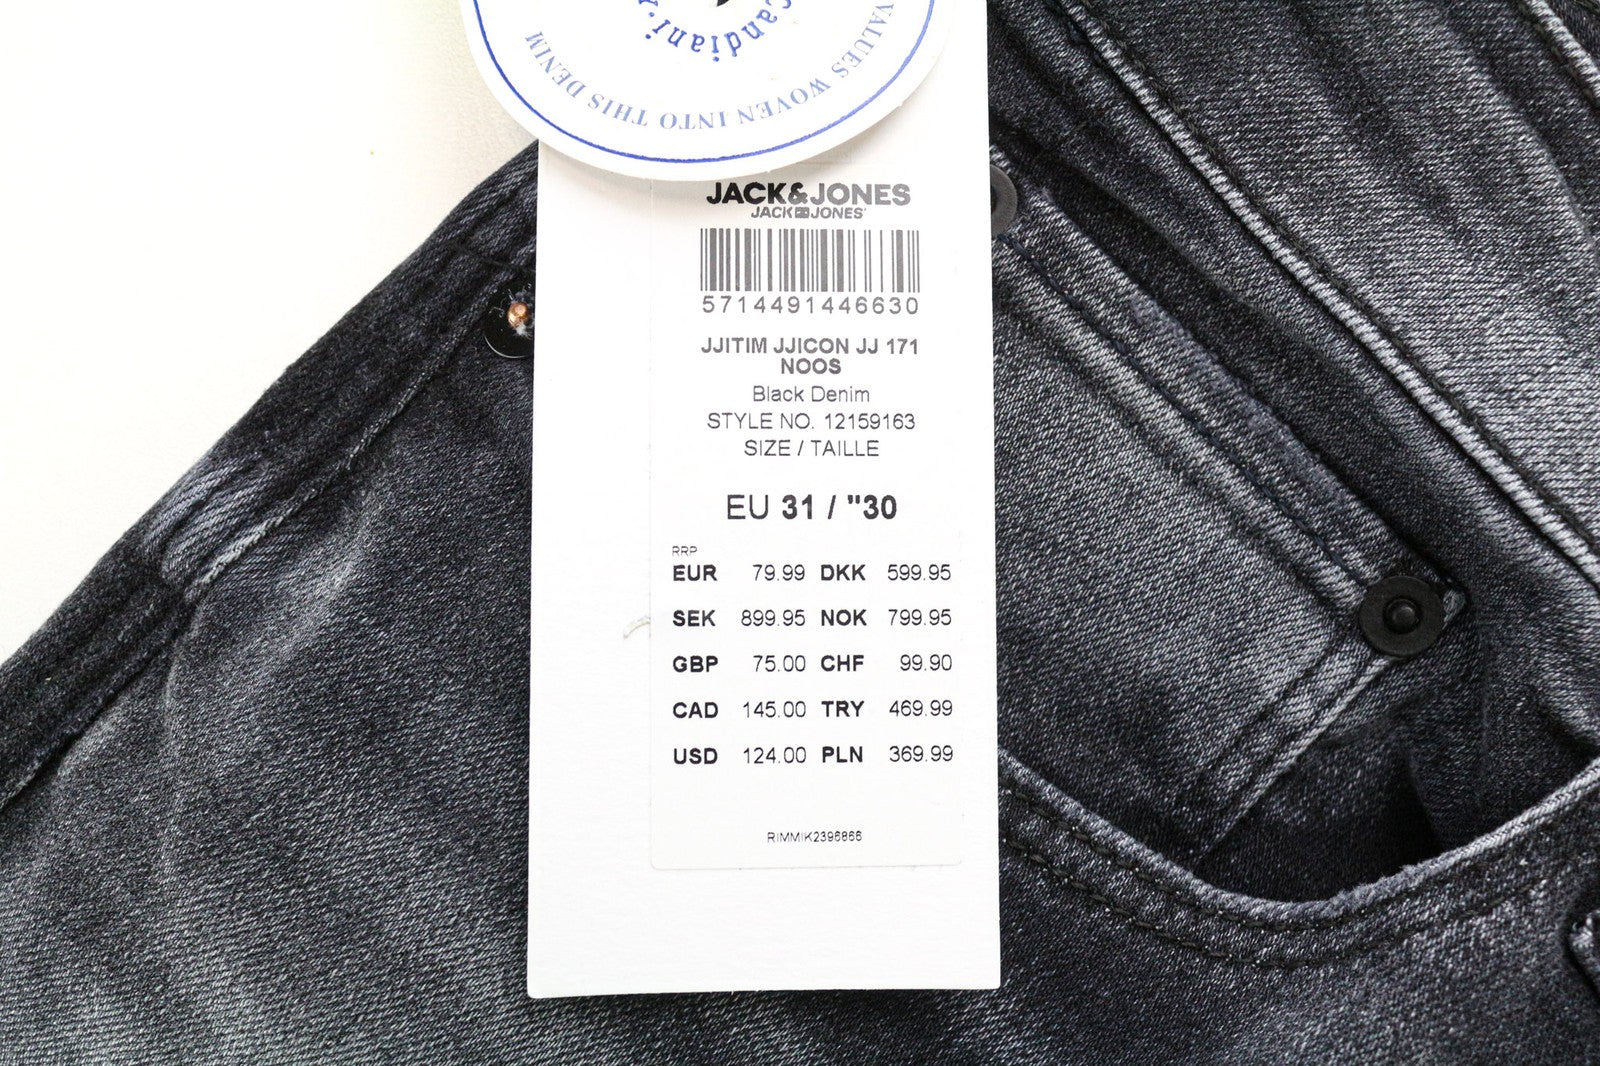 candiani
VALUES WOVEN INTO THIS DENIM
JACK&JONES
JACK JONES
5714491446630
JJITIM JJICON JJ 171
NOOS
Black Denim
STYLE NO. 12159163
SIZE / TAILLE
EU 31 / "30
RRP
EUR 79.99 DKK 599.95
SEK 899.95 NOK 799.95
GBP 75.00 CHF 99.90
CAD 145.00 TRY 469.99
USD 124.00 PLN 369.99
RIMMIK2396866